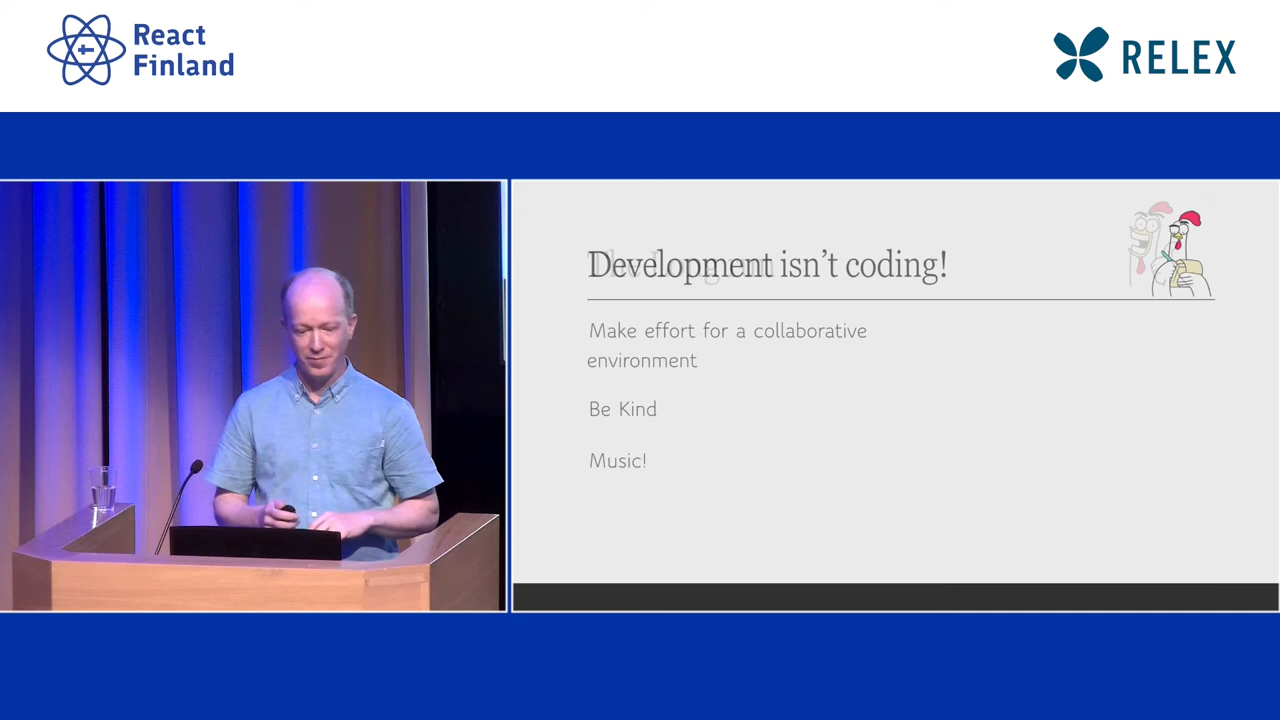 React
Finland
RELEX
Development isn't coding!
Make effort for a collaborative
environment
Be Kind
Music!